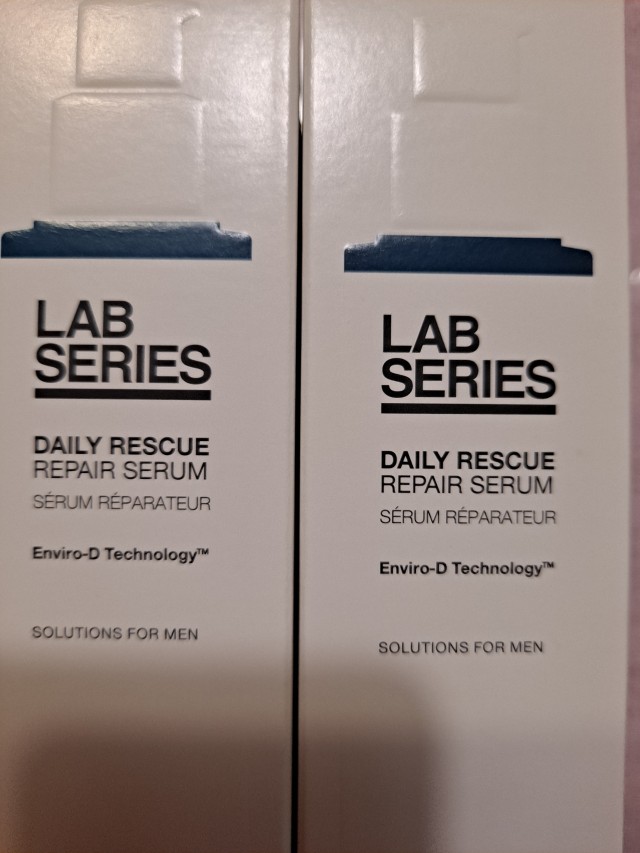 LAB
SERIES
DAILY RESCUE
REPAIR SERUM
SÉRUM RÉPARATEUR
Enviro-D Technology™
SOLUTIONS FOR MEN
LAB
SERIES
DAILY RESCUE
REPAIR SERUM
SÉRUM RÉPARATEUR
Enviro-D Technology™
SOLUTIONS FOR MEN